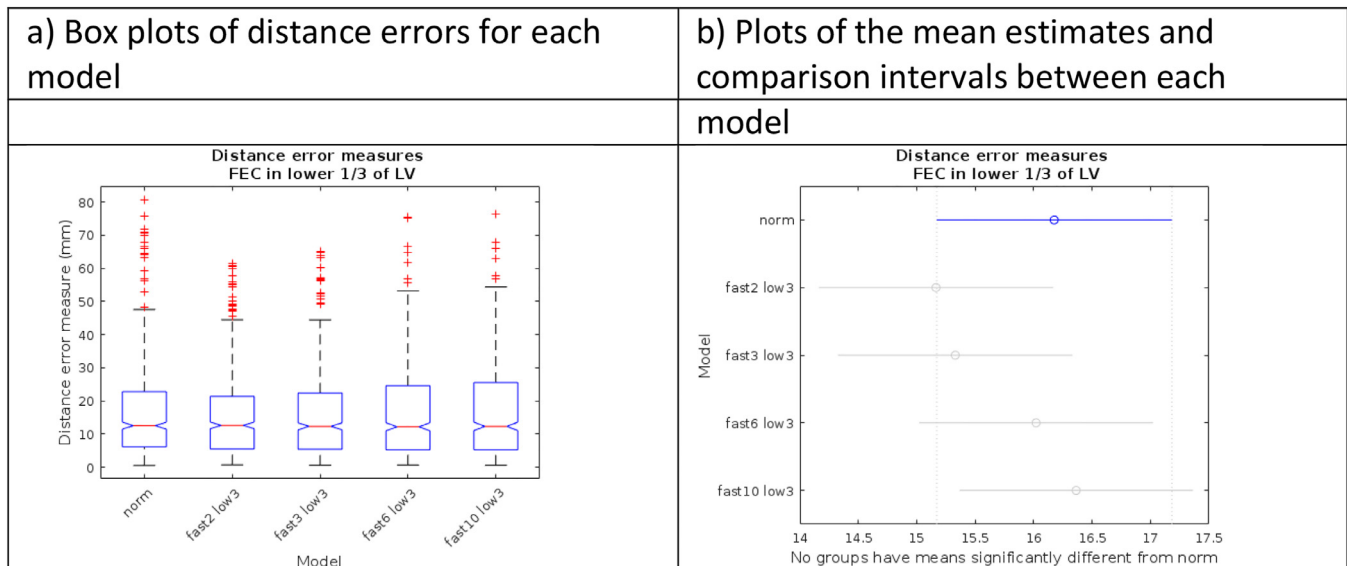 a) Box plots of distance errors for each
model
b) Plots of the mean estimates and
comparison intervals between each
model
Distance error measures
FEC in lower 1/3 of LV
Distance error measure (mm)
80
70
60
50
40
30
20
10
0
norm
fast2 low3
fast3 low3
fast6 low3
fast10 low3
Model
Distance error measures
FEC in lower 1/3 of LV
Model
norm
fast2 low3
fast3 low3
fast6 low3
fast10 low3
14
14.5
15
15.5
16
16.5
17
17.5
No groups have means significantly different from norm